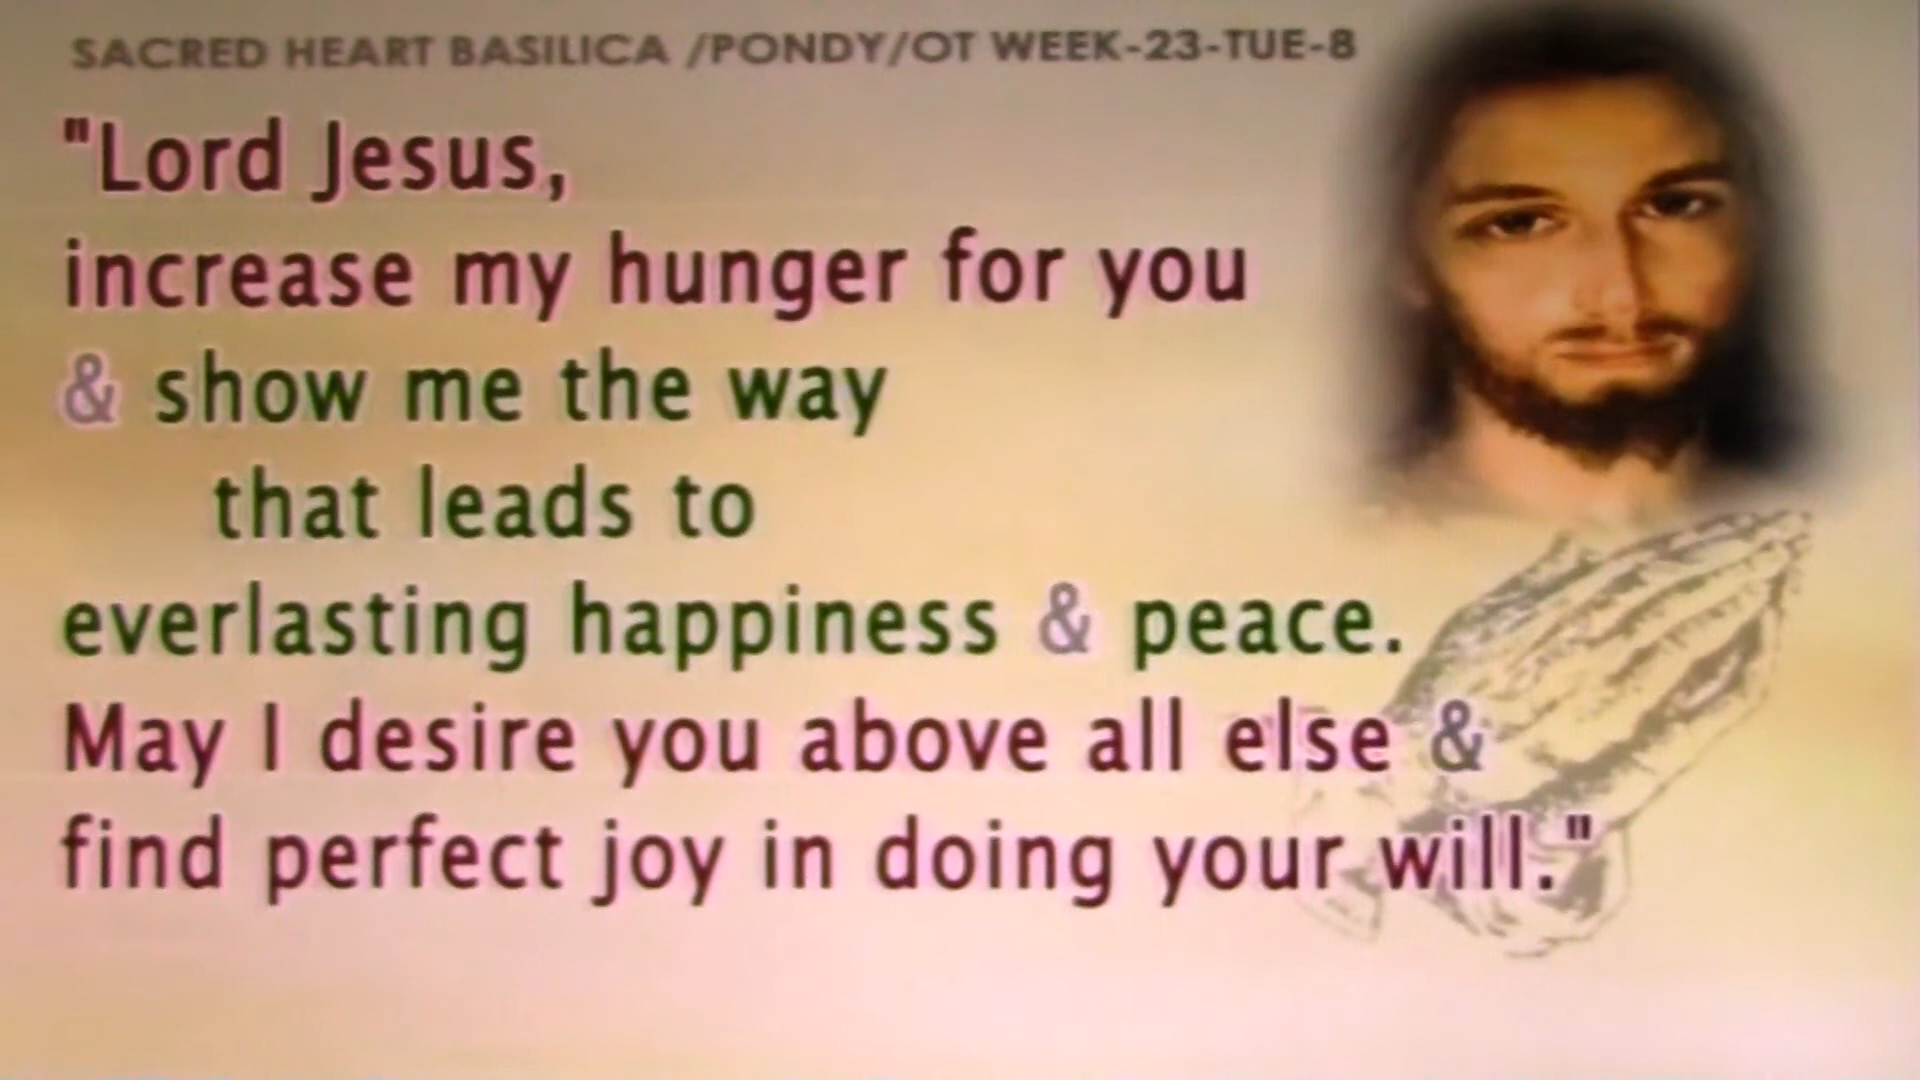 SACRED HEART BASILICA /PONDY/OT WEEK-23-TUE-8
"Lord Jesus,
increase my hunger for you
& show me the way
that leads to
everlasting happiness & peace.
May I desire you above all else &
find perfect joy in doing your will."